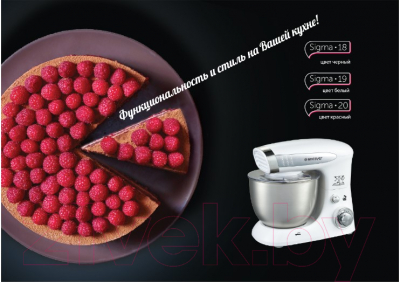 Функциональность и стиль на Вашей кухне!
Sigma-18
цвет черный
Sigma-19
цвет белый
Sigma-20
цвет красный